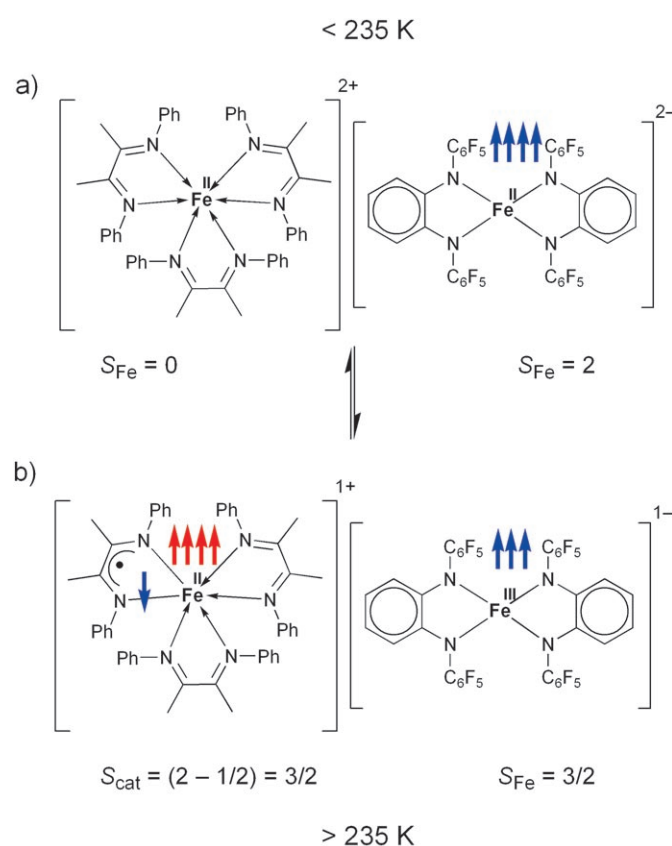 < 235 K
a)
2+
2–
Ph
Ph
C6F5
C6F5
N
N
N
N
II
Fe
II
Fe
N
N
N
N
Ph
Ph
C6F5
C6F5
Ph
N
N
Ph
SFe = 0
SFe = 2
b)
1+
1–
Ph
Ph
C6F5
C6F5
N
N
N
N
II
Fe
III
Fe
N
N
N
N
Ph
Ph
C6F5
C6F5
Ph
N
N
Ph
Scat = (2 – 1/2) = 3/2
SFe = 3/2
> 235 K